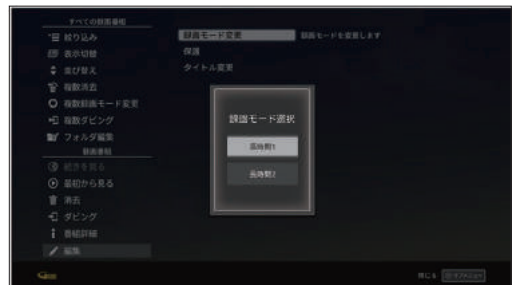 すべての録画番組
絞り込み
表示切替
並び替え
複数消去
複数録画モード変更
複数ダビング
フォルダ編集
録画番組
続きを見る
最初から見る
消去
ダビング
番組詳細
編集
録画モード変更
録画モードを変更します
保護
タイトル変更
録画モード選択
長時間1
長時間2
閉じる
サブメニュー